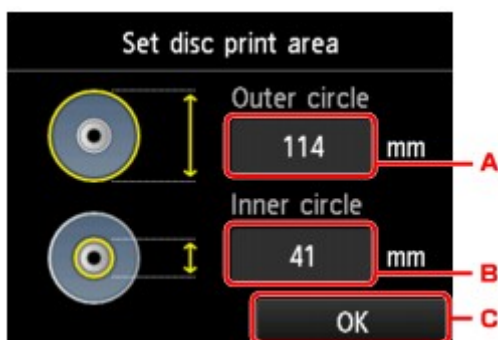 Set disc print area
Outer circle
114 mm
A
Inner circle
41 mm
B
OK
C